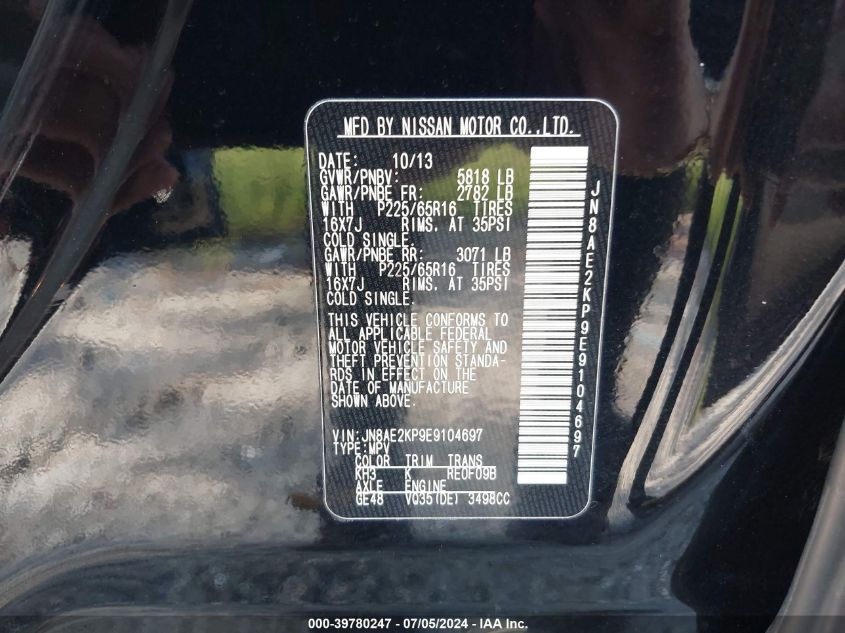 MFD BY NISSAN MOTOR CO.,LTD.
DATE: 10/13
GVWR/PNBV: 5818 LB
GAWR/PNBE FR: 2782 LB
WITH P225/65R16 TIRES
16X7J RIMS. AT 35PSI
COLD SINGLE.
GAWR/PNBE RR: 3071 LB
WITH P225/65R16 TIRES
16X7J RIMS. AT 35PSI
COLD SINGLE.
THIS VEHICLE CONFORMS TO
ALL APPLICABLE FEDERAL
MOTOR VEHICLE SAFETY AND
THEFT PREVENTION STANDA-
RDS IN EFFECT ON THE
DATE OF MANUFACTURE
SHOWN ABOVE.
VIN:JN8AE2KP9E9104697
TYPE:MPV
COLOR TRIM TRANS
KH3 K RE0F09B
AXLE ENGINE
GE48 VQ35(DE) 3498CC
JN8AE2KP9E9104697
000-39780247 - 07/05/2024 - IAA Inc.